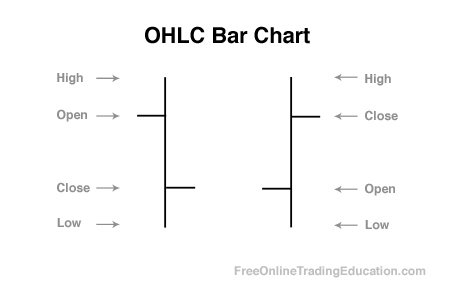 OHLC Bar Chart
High
High
Open
Close
Close
Open
Low
Low
FreeOnlineTradingEducation.com